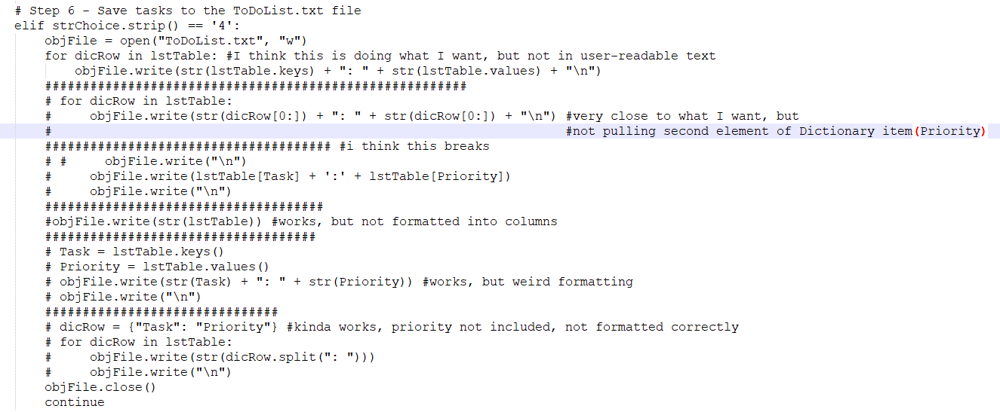 # Step 6 - Save tasks to the ToDoList.txt file
elif strChoice.strip() == '4':
    objFile = open("ToDoList.txt", "w")
    for dicRow in lstTable: #I think this is doing what I want, but not in user-readable text
        objFile.write(str(lstTable.keys) + ": " + str(lstTable.values) + "\n")
    ########################################################
    # for dicRow in lstTable:
    #     objFile.write(str(dicRow[0:]) + ": " + str(dicRow[0:]) + "\n") #very close to what I want, but
    #                                                                    #not pulling second element of Dictionary item(Priority)
    ###################################### #i think this breaks
    # #     objFile.write("\n")
    #     objFile.write(lstTable[Task] + ':' + lstTable[Priority])
    #     objFile.write("\n")
    #####################################
    #objFile.write(str(lstTable)) #works, but not formatted into columns
    ####################################
    # Task = lstTable.keys()
    # Priority = lstTable.values()
    # objFile.write(str(Task) + ": " + str(Priority)) #works, but weird formatting
    # objFile.write("\n")
    ###############################
    # dicRow = {"Task": "Priority"} #kinda works, priority not included, not formatted correctly
    # for dicRow in lstTable:
    #     objFile.write(str(dicRow.split(": ")))
    #     objFile.write("\n")
    objFile.close()
    continue